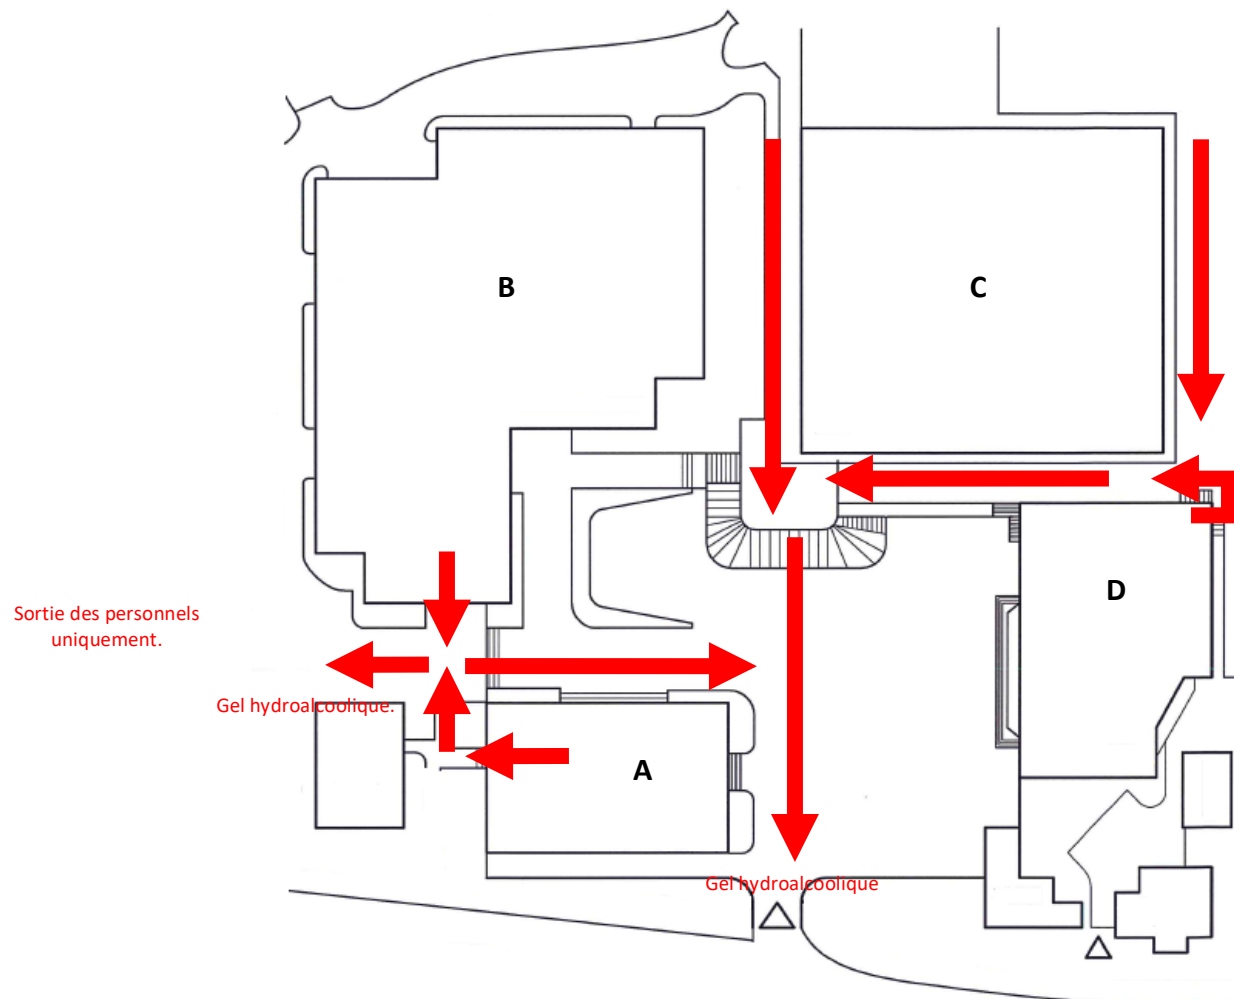 B
C
D
Sortie des personnels
uniquement.
Gel hydroalcoolique.
A
Gel hydroalcoolique